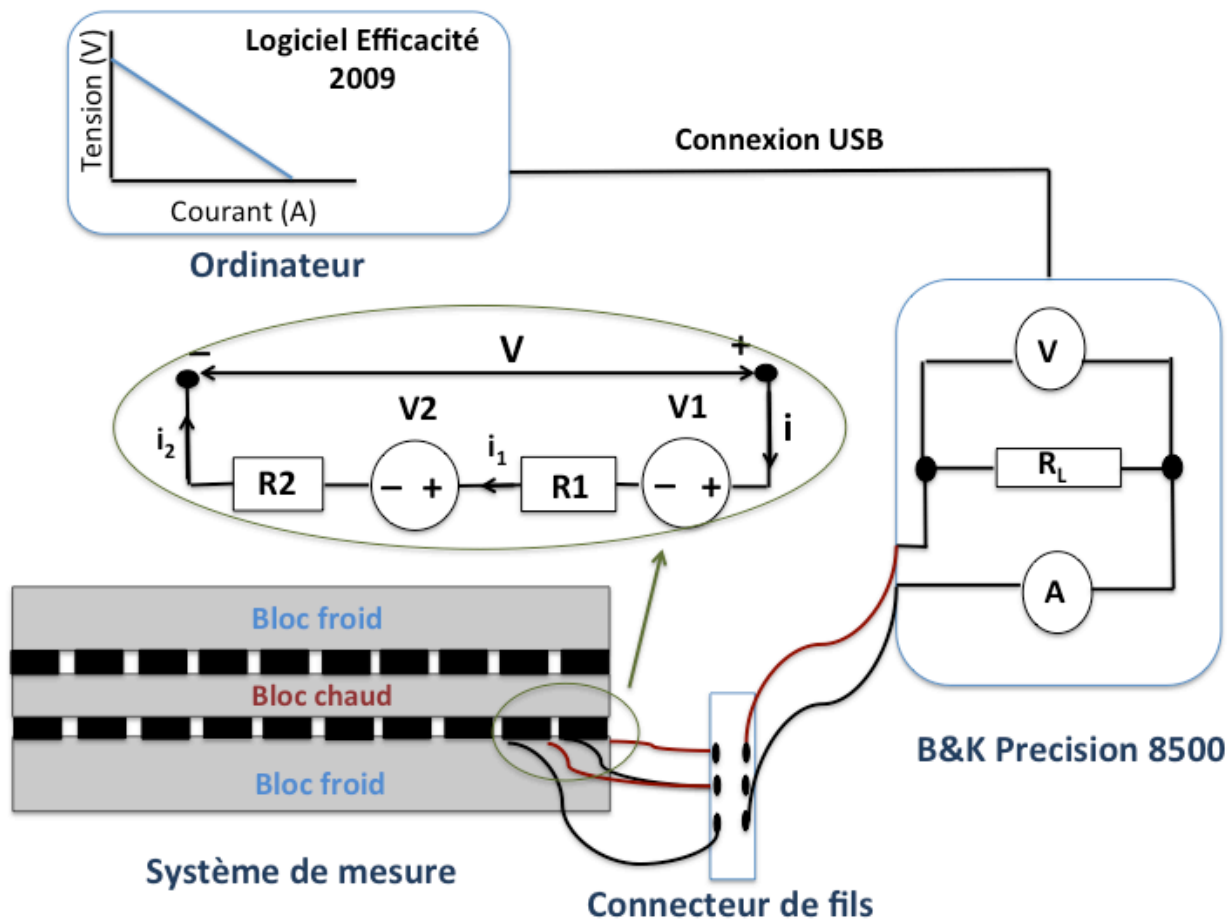 Logiciel Efficacité
2009
Tension (V)
Courant (A)
Ordinateur
Connexion USB
V
R_L
A
B&K Precision 8500
– V +
V2 V1
i₂ i₁ i
R2 – + R1 – +
Bloc froid
Bloc chaud
Bloc froid
Système de mesure
Connecteur de fils